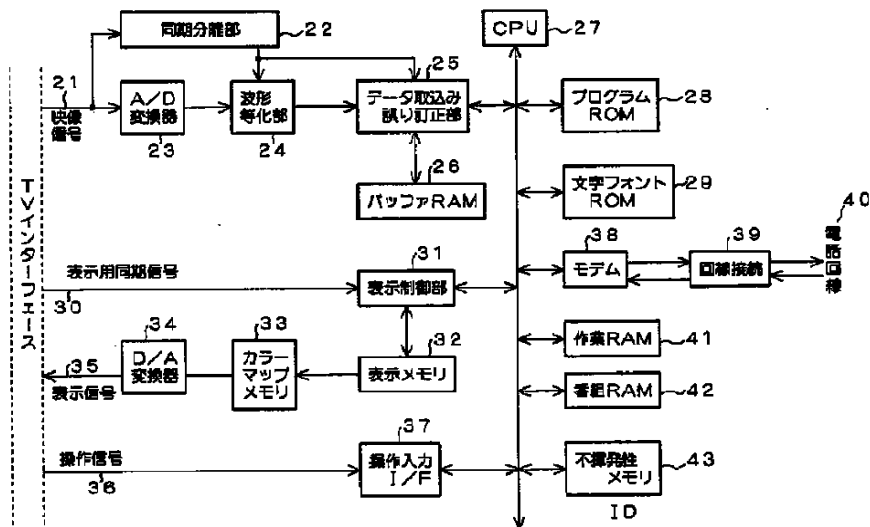 同期分離部
22
CPU
27
21
映像
信号
A/D
変換器
23
波形
等化部
24
25
データ取込み
誤り訂正部
プログラム
ROM
28
26
バッファRAM
文字フォント
ROM
29
TVインターフェース
表示用同期信号
30
31
表示制御部
38
モデム
39
回線接続
40
電話回線
34
D/A
変換器
33
カラー
マップ
メモリ
32
表示メモリ
35
表示信号
作業RAM
41
番組RAM
42
操作信号
36
37
操作入力
I/F
不揮発性
メモリ
43
ID